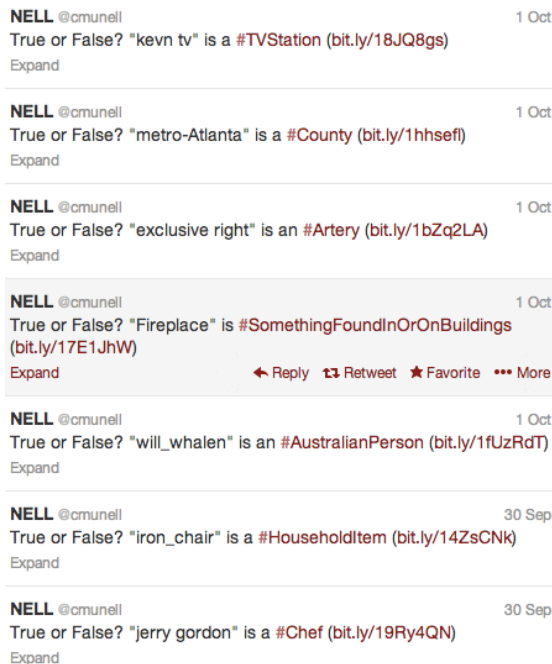 NELL @cmunell 1 Oct
True or False? "kevn tv" is a #TVStation (bit.ly/18JQ8gs)
Expand
NELL @cmunell 1 Oct
True or False? "metro-Atlanta" is a #County (bit.ly/1hhsefl)
Expand
NELL @cmunell 1 Oct
True or False? "exclusive right" is an #Artery (bit.ly/1bZq2LA)
Expand
NELL @cmunell 1 Oct
True or False? "Fireplace" is #SomethingFoundInOrOnBuildings
(bit.ly/17E1JhW)
Expand Reply Retweet Favorite More
NELL @cmunell 1 Oct
True or False? "will_whalen" is an #AustralianPerson (bit.ly/1fUzRdT)
Expand
NELL @cmunell 30 Sep
True or False? "iron_chair" is a #HouseholdItem (bit.ly/14ZsCNk)
Expand
NELL @cmunell 30 Sep
True or False? "jerry gordon" is a #Chef (bit.ly/19Ry4QN)
Expand